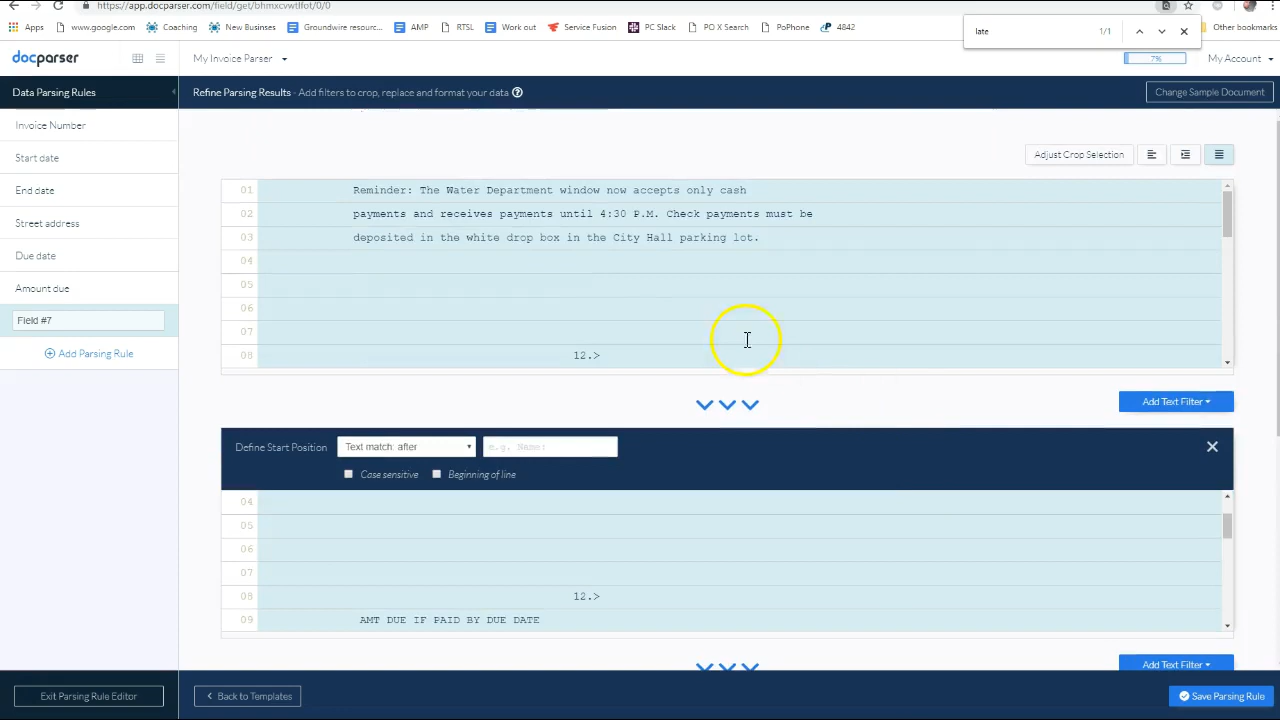 https://app.docparser.com/field/get/bhmxcvwtlfot/0/0
Apps www.google.com Coaching New Businses Groundwire resourc... AMP RTSL Work out Service Fusion PC Slack PO X Search PoPhone 4842 Other bookmarks
late 1/1
docparser My Invoice Parser 7% My Account
Data Parsing Rules Refine Parsing Results - Add filters to crop, replace and format your data Change Sample Document
Invoice Number
Start date
End date
Street address
Due date
Amount due
Field #7
Add Parsing Rule
Adjust Crop Selection
01 Reminder: The Water Department window now accepts only cash
02 payments and receives payments until 4:30 P.M. Check payments must be
03 deposited in the white drop box in the City Hall parking lot.
04
05
06
07
08 12.>
Add Text Filter
Define Start Position Text match: after e.g. Name:
Case sensitive Beginning of line
04
05
06
07
08 12.>
09 AMT DUE IF PAID BY DUE DATE
Add Text Filter
Exit Parsing Rule Editor Back to Templates Save Parsing Rule